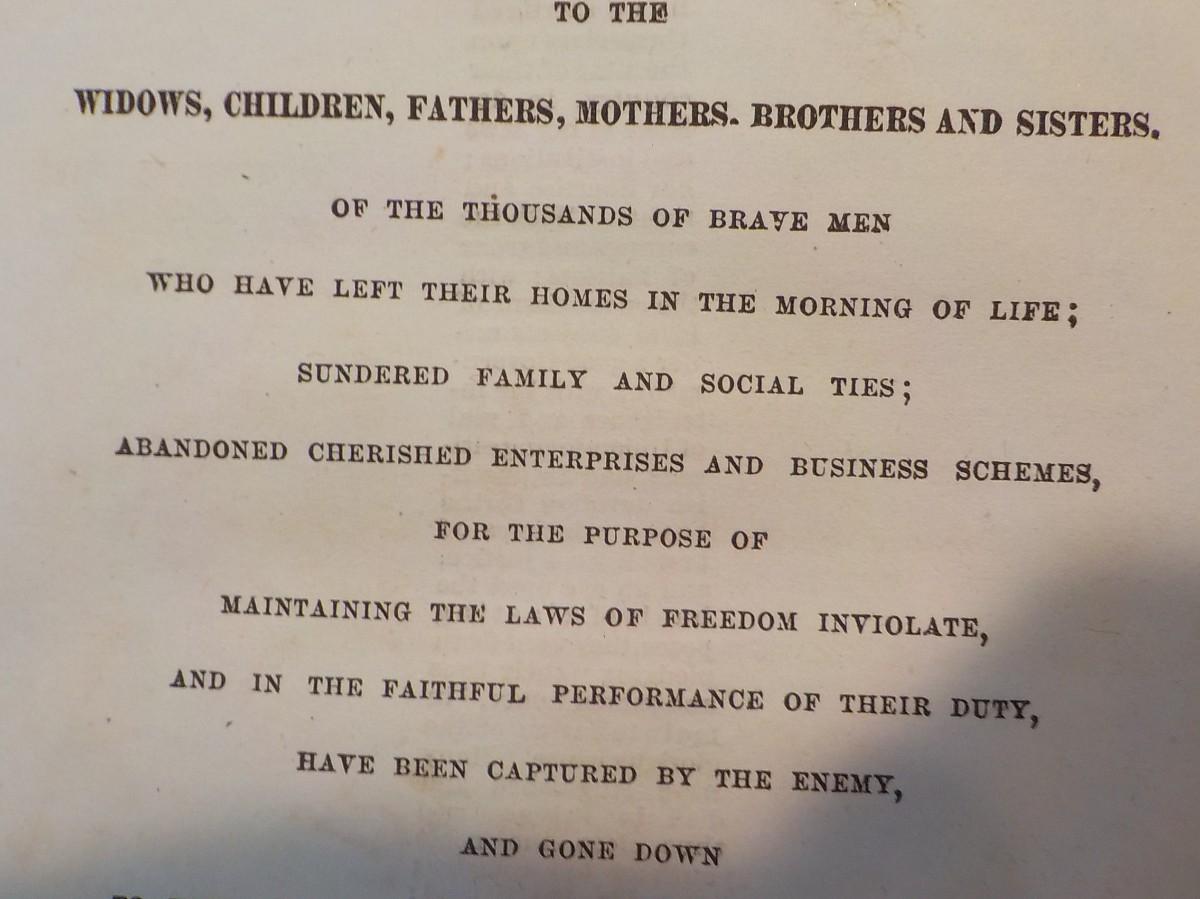 TO THE
WIDOWS, CHILDREN, FATHERS, MOTHERS. BROTHERS AND SISTERS.
OF THE THOUSANDS OF BRAVE MEN
WHO HAVE LEFT THEIR HOMES IN THE MORNING OF LIFE;
SUNDERED FAMILY AND SOCIAL TIES;
ABANDONED CHERISHED ENTERPRISES AND BUSINESS SCHEMES,
FOR THE PURPOSE OF
MAINTAINING THE LAWS OF FREEDOM INVIOLATE,
AND IN THE FAITHFUL PERFORMANCE OF THEIR DUTY,
HAVE BEEN CAPTURED BY THE ENEMY,
AND GONE DOWN